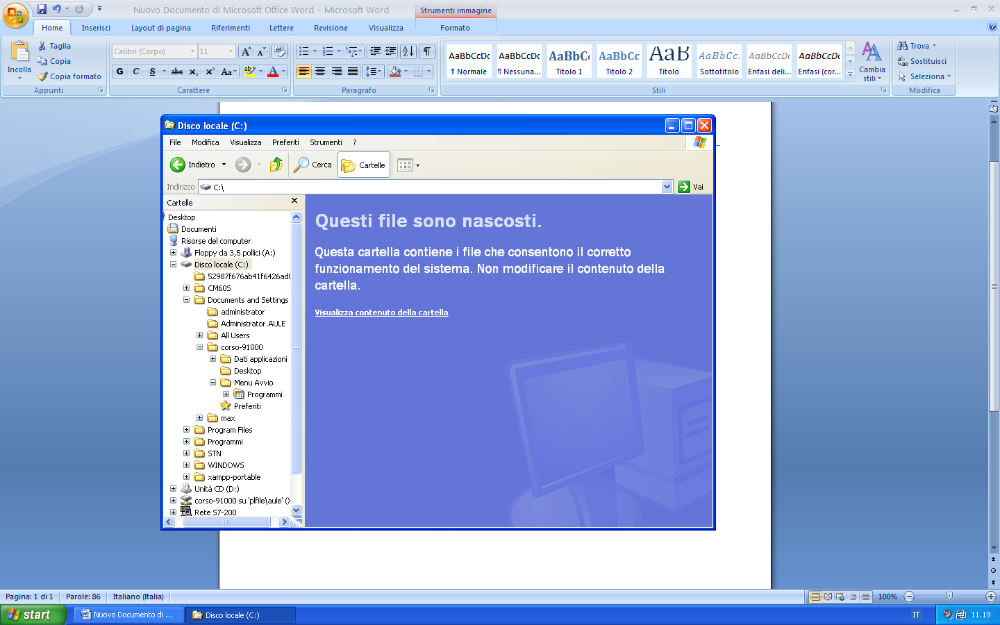 Nuovo Documento di Microsoft Office Word - Microsoft Word
Strumenti immagine
Home Inserisci Layout di pagina Riferimenti Lettere Revisione Visualizza Formato
Incolla
Taglia
Copia
Copia formato
Appunti
Calibri (Corpo) 11
G C S abc x₂ x² Aa
Carattere
Paragrafo
AaBbCcDc AaBbCcDc AaBbC AaBbCc AaB AaBbCc. AaBbCcDc AaBbCcDc
¶ Normale ¶ Nessuna... Titolo 1 Titolo 2 Titolo Sottotitolo Enfasi deli... Enfasi (cor...
Cambia
stili
Stili
Trova
Sostituisci
Seleziona
Modifica
Disco locale (C:)
File Modifica Visualizza Preferiti Strumenti ?
Indietro Cerca Cartelle
Indirizzo C:\ Vai
Cartelle
Desktop
Documenti
Risorse del computer
Floppy da 3,5 pollici (A:)
Disco locale (C:)
52987f676ab41f6426ad8
CM60S
Documents and Settings
administrator
Administrator.AULE
All Users
corso-91000
Dati applicazioni
Desktop
Menu Avvio
Programmi
Preferiti
max
Program Files
Programmi
STN
WINDOWS
xampp-portable
Unità CD (D:)
corso-91000 su 'plfile\aule' (X
Rete S7-200
Questi file sono nascosti.
Questa cartella contiene i file che consentono il corretto
funzionamento del sistema. Non modificare il contenuto della
cartella.
Visualizza contenuto della cartella
Pagina: 1 di 1 Parole: 86 Italiano (Italia) 100%
start Nuovo Documento di ... Disco locale (C:) IT 11.19